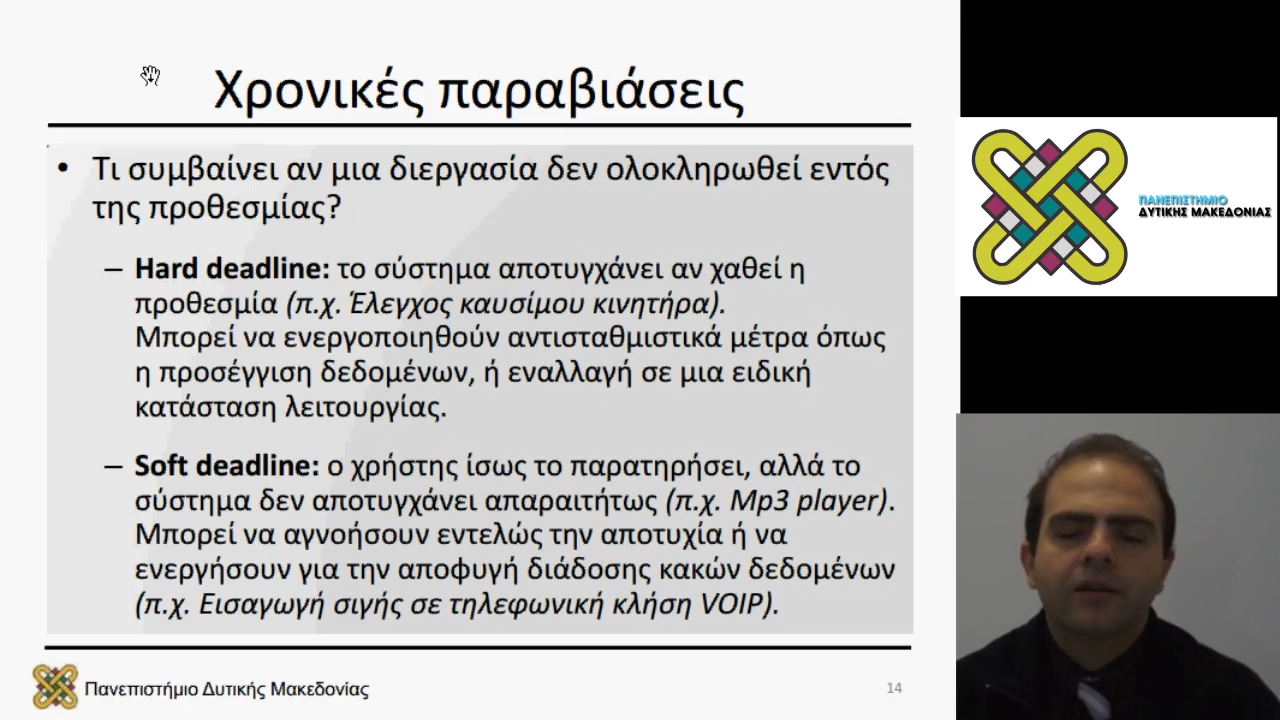 Χρονικές παραβιάσεις
• Τι συμβαίνει αν μια διεργασία δεν ολοκληρωθεί εντός
της προθεσμίας?
– Hard deadline: το σύστημα αποτυγχάνει αν χαθεί η
προθεσμία (π.χ. Έλεγχος καυσίμου κινητήρα).
Μπορεί να ενεργοποιηθούν αντισταθμιστικά μέτρα όπως
η προσέγγιση δεδομένων, ή εναλλαγή σε μια ειδική
κατάσταση λειτουργίας.
– Soft deadline: ο χρήστης ίσως το παρατηρήσει, αλλά το
σύστημα δεν αποτυγχάνει απαραιτήτως (π.χ. Mp3 player).
Μπορεί να αγνοήσουν εντελώς την αποτυχία ή να
ενεργήσουν για την αποφυγή διάδοσης κακών δεδομένων
(π.χ. Εισαγωγή σιγής σε τηλεφωνική κλήση VOIP).
Πανεπιστήμιο Δυτικής Μακεδονίας
14
ΠΑΝΕΠΙΣΤΗΜΙΟ
ΔΥΤΙΚΗΣ ΜΑΚΕΔΟΝΙΑΣ